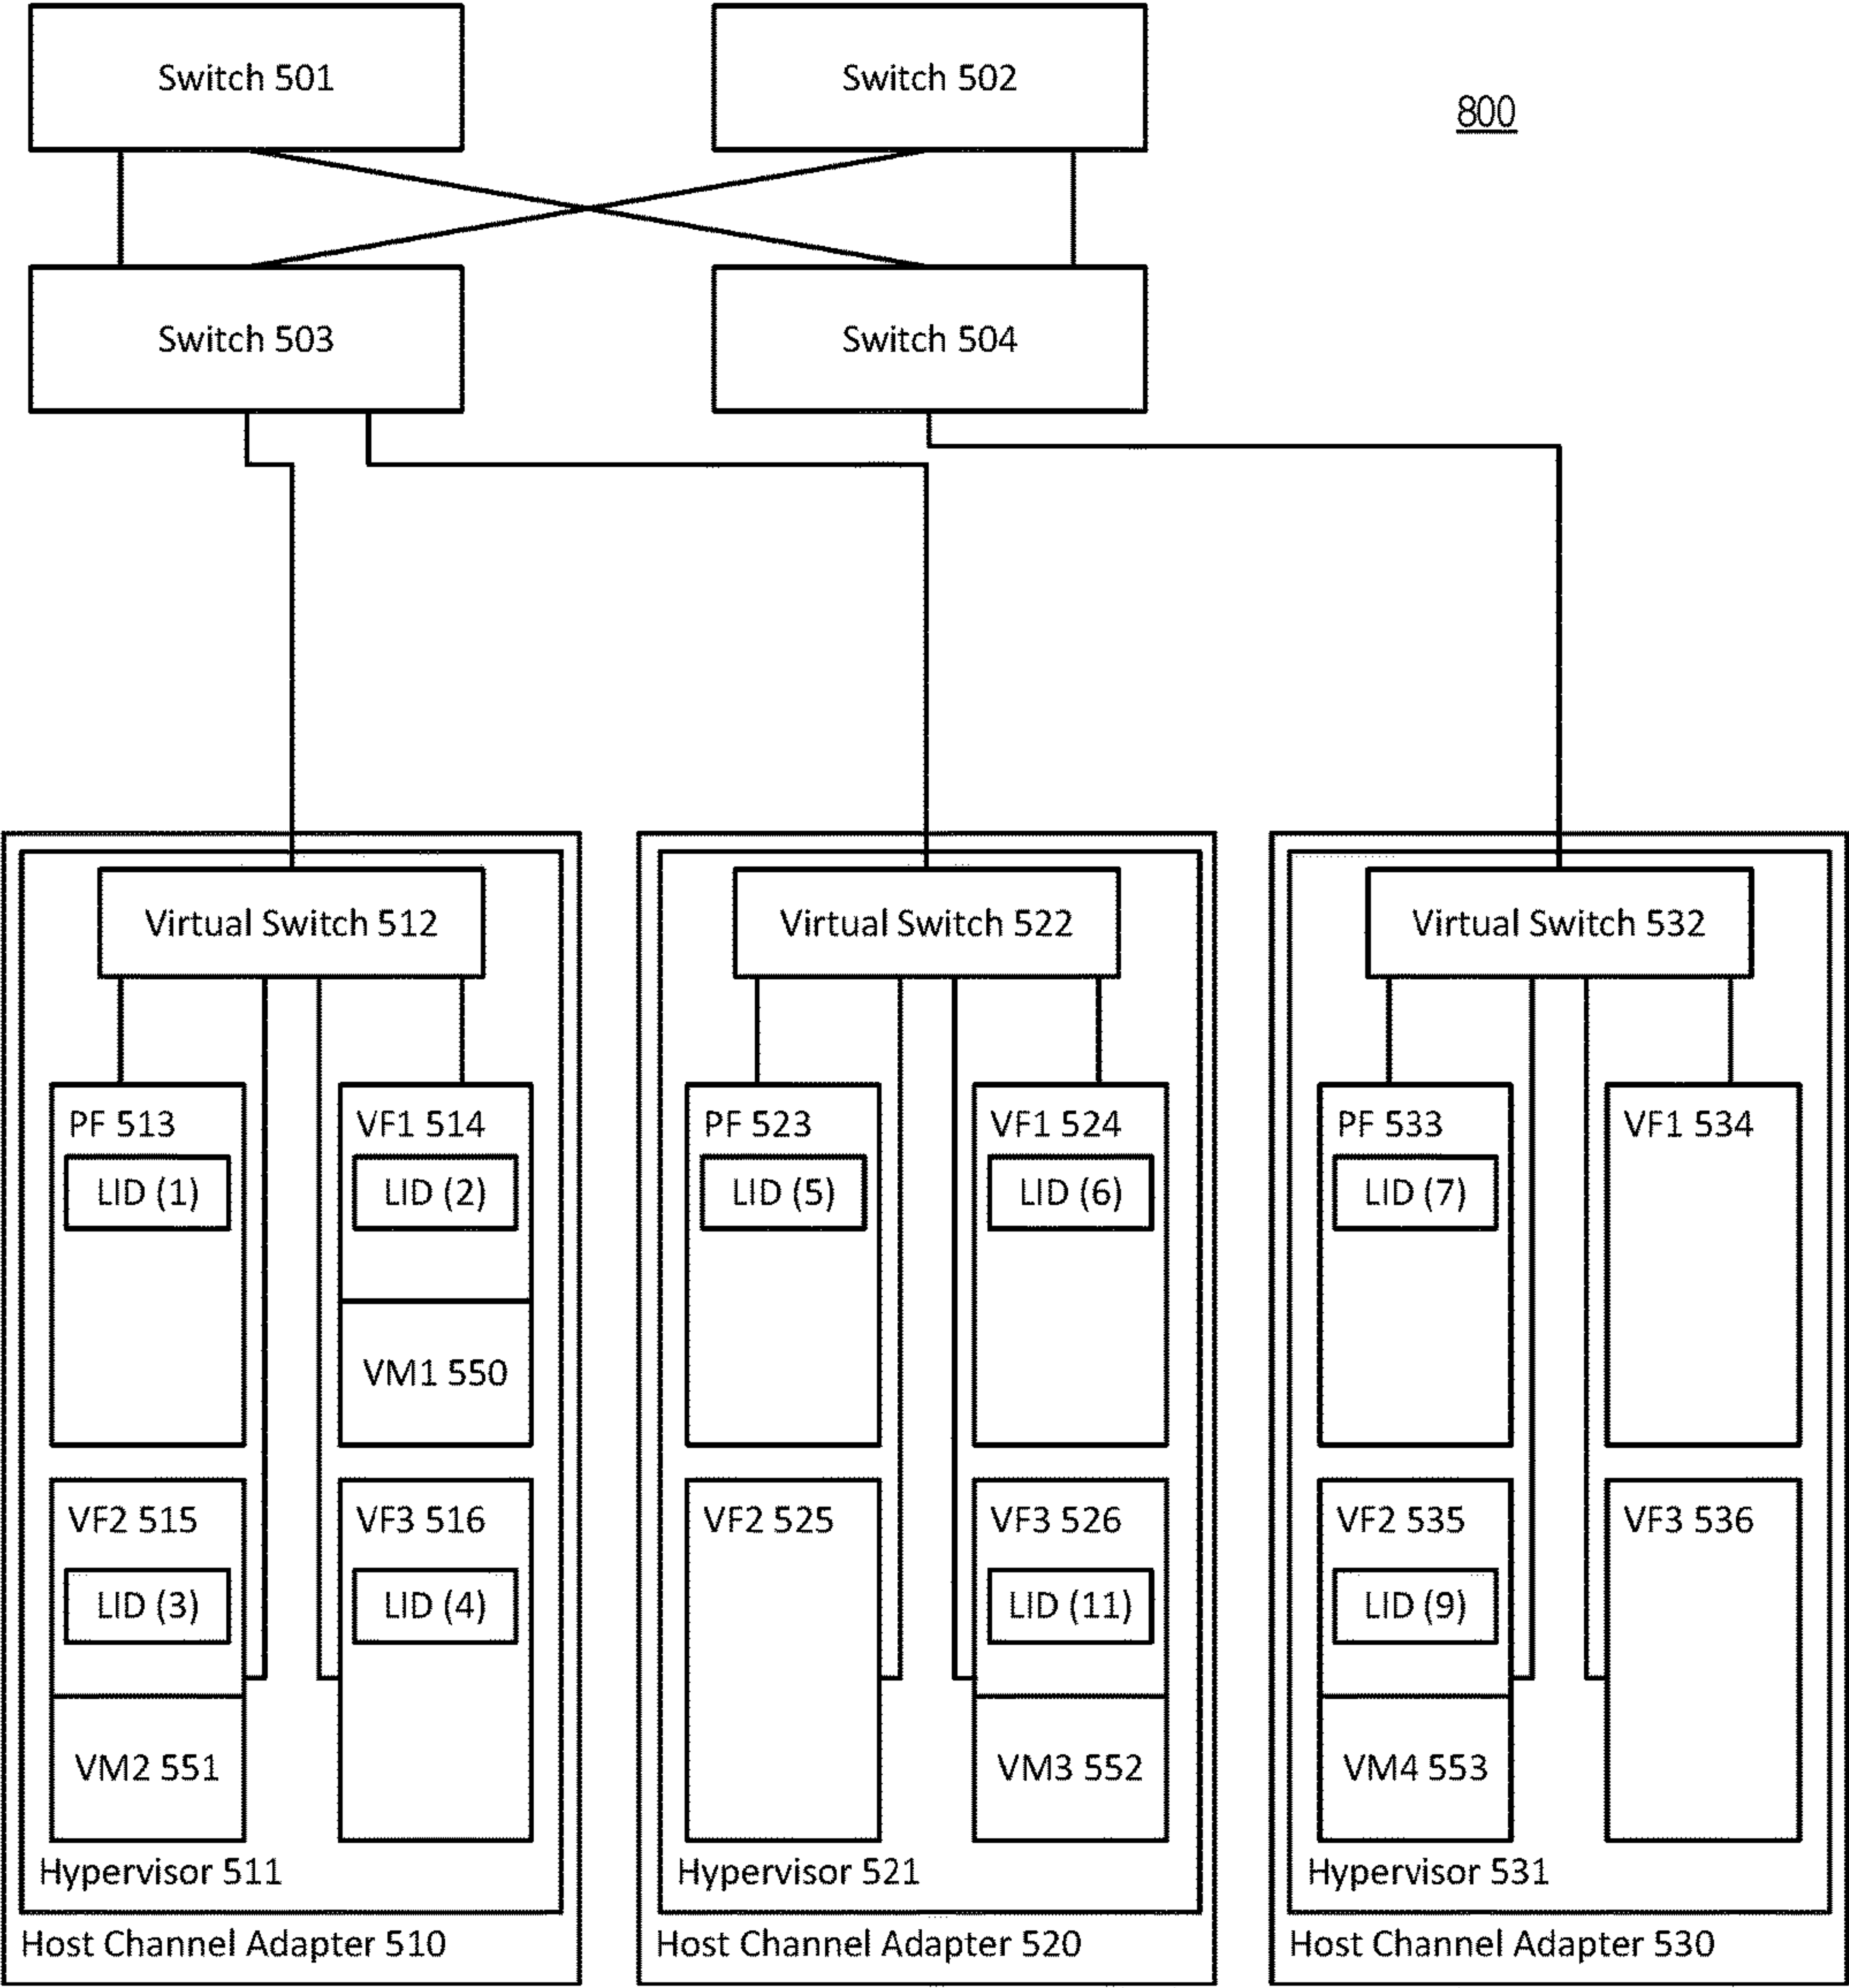 Switch 501
Switch 502
800
Switch 503
Switch 504
Virtual Switch 512
PF 513
LID (1)
VF1 514
LID (2)
VM1 550
VF2 515
LID (3)
VM2 551
VF3 516
LID (4)
Hypervisor 511
Host Channel Adapter 510
Virtual Switch 522
PF 523
LID (5)
VF1 524
LID (6)
VF2 525
VF3 526
LID (11)
VM3 552
Hypervisor 521
Host Channel Adapter 520
Virtual Switch 532
PF 533
LID (7)
VF1 534
VF2 535
LID (9)
VM4 553
VF3 536
Hypervisor 531
Host Channel Adapter 530